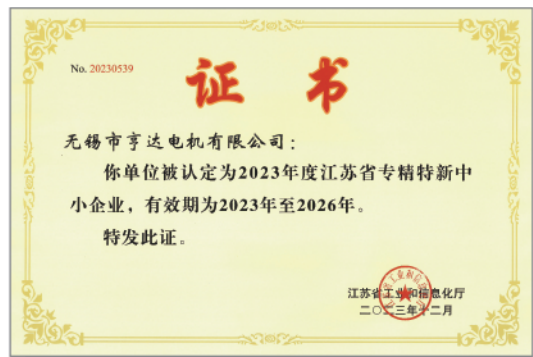 No. 20230539
证书
无锡市亨达电机有限公司：
你单位被认定为2023年度江苏省专精特新中
小企业，有效期为2023年至2026年。
特发此证。
江苏省工业和信息化厅
二〇二三年十二月